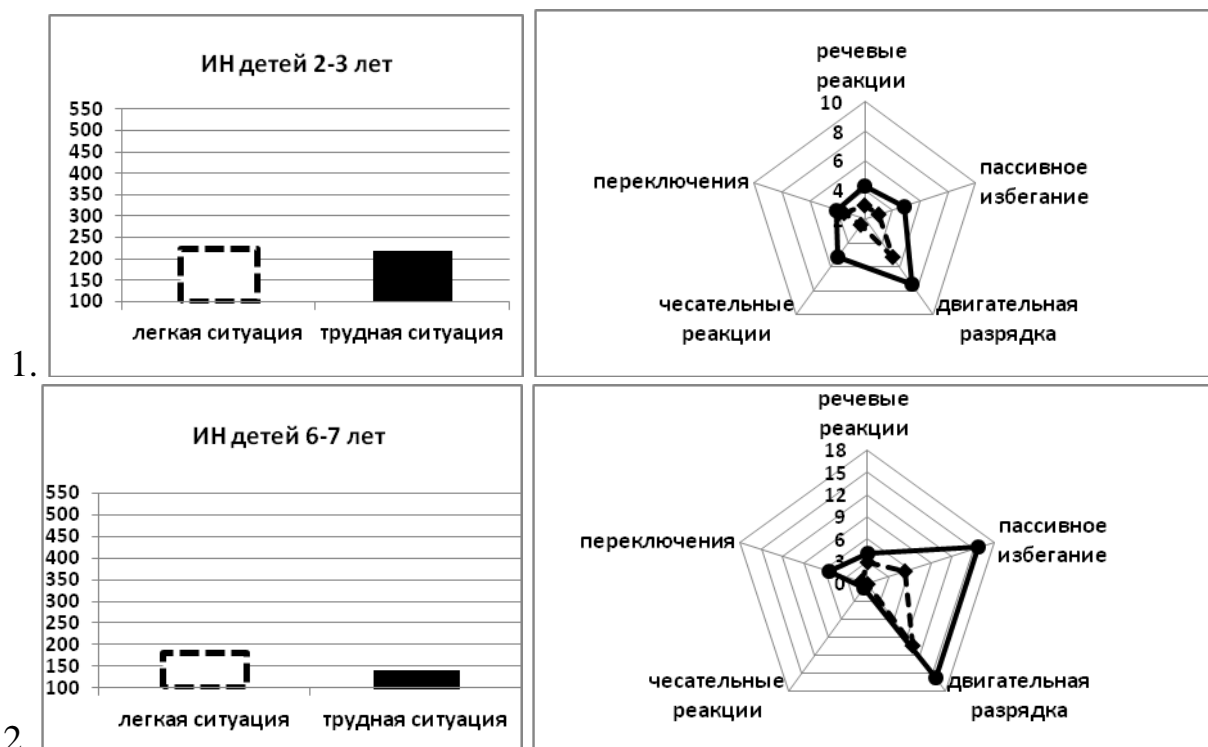 ИН детей 2-3 лет
550
500
450
400
350
300
250
200
150
100
легкая ситуация трудная ситуация
речевые
реакции
10
8
6
4
2
переключения
пассивное
избегание
чесательные
реакции
двигательная
разрядка
1.
ИН детей 6-7 лет
550
500
450
400
350
300
250
200
150
100
легкая ситуация трудная ситуация
речевые
реакции
18
15
12
9
6
3
0
переключения
пассивное
избегание
чесательные
реакции
двигательная
разрядка
2